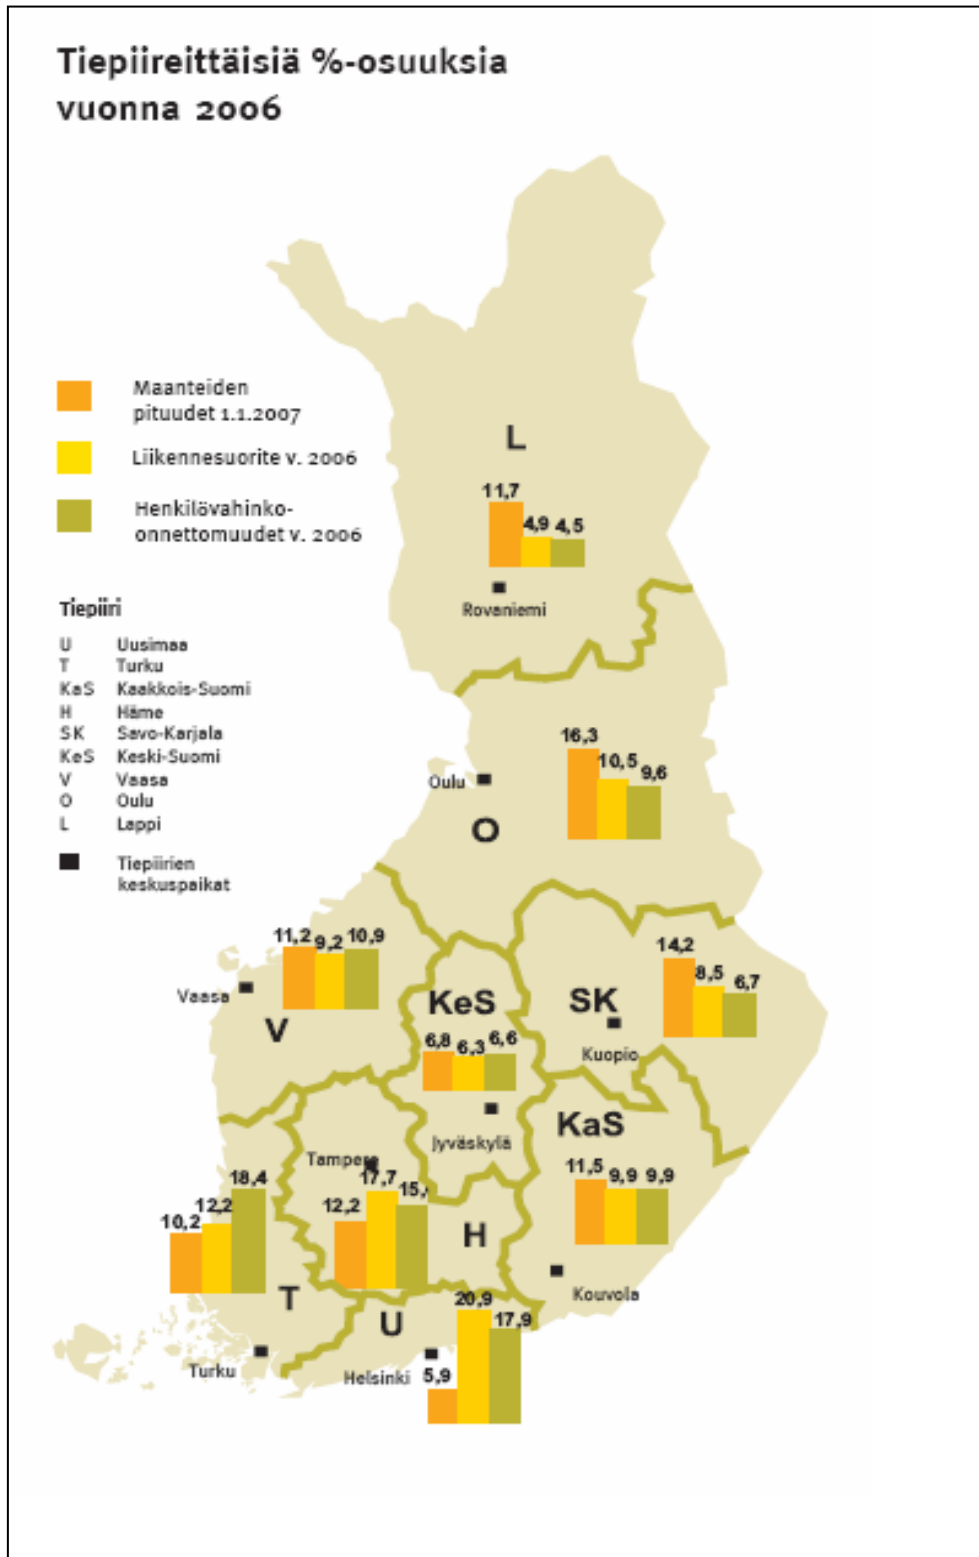 Tiepiireittäisiä %-osuuksia
vuonna 2006
Maanteiden
pituudet 1.1.2007
Liikennesuorite v. 2006
Henkilövahinko-
onnettomuudet v. 2006
Tiepiiri
U Uusimaa
T Turku
KaS Kaakkois-Suomi
H Häme
SK Savo-Karjala
KeS Keski-Suomi
V Vaasa
O Oulu
L Lappi
Tiepiirien
keskuspaikat
L
11,7 4,9 4,5
Rovaniemi
16,3 10,5 9,6
Oulu
O
11,2 9,2 10,9
Vaasa
V
KeS
6,8 6,3 6,6
Jyväskylä
14,2 8,5 6,7
SK
Kuopio
KaS
11,5 9,9 9,9
Kouvola
Tampere
12,2 17,7 15,
H
10,2 12,2 18,4
T
Turku
U
Helsinki
5,9 20,9 17,9